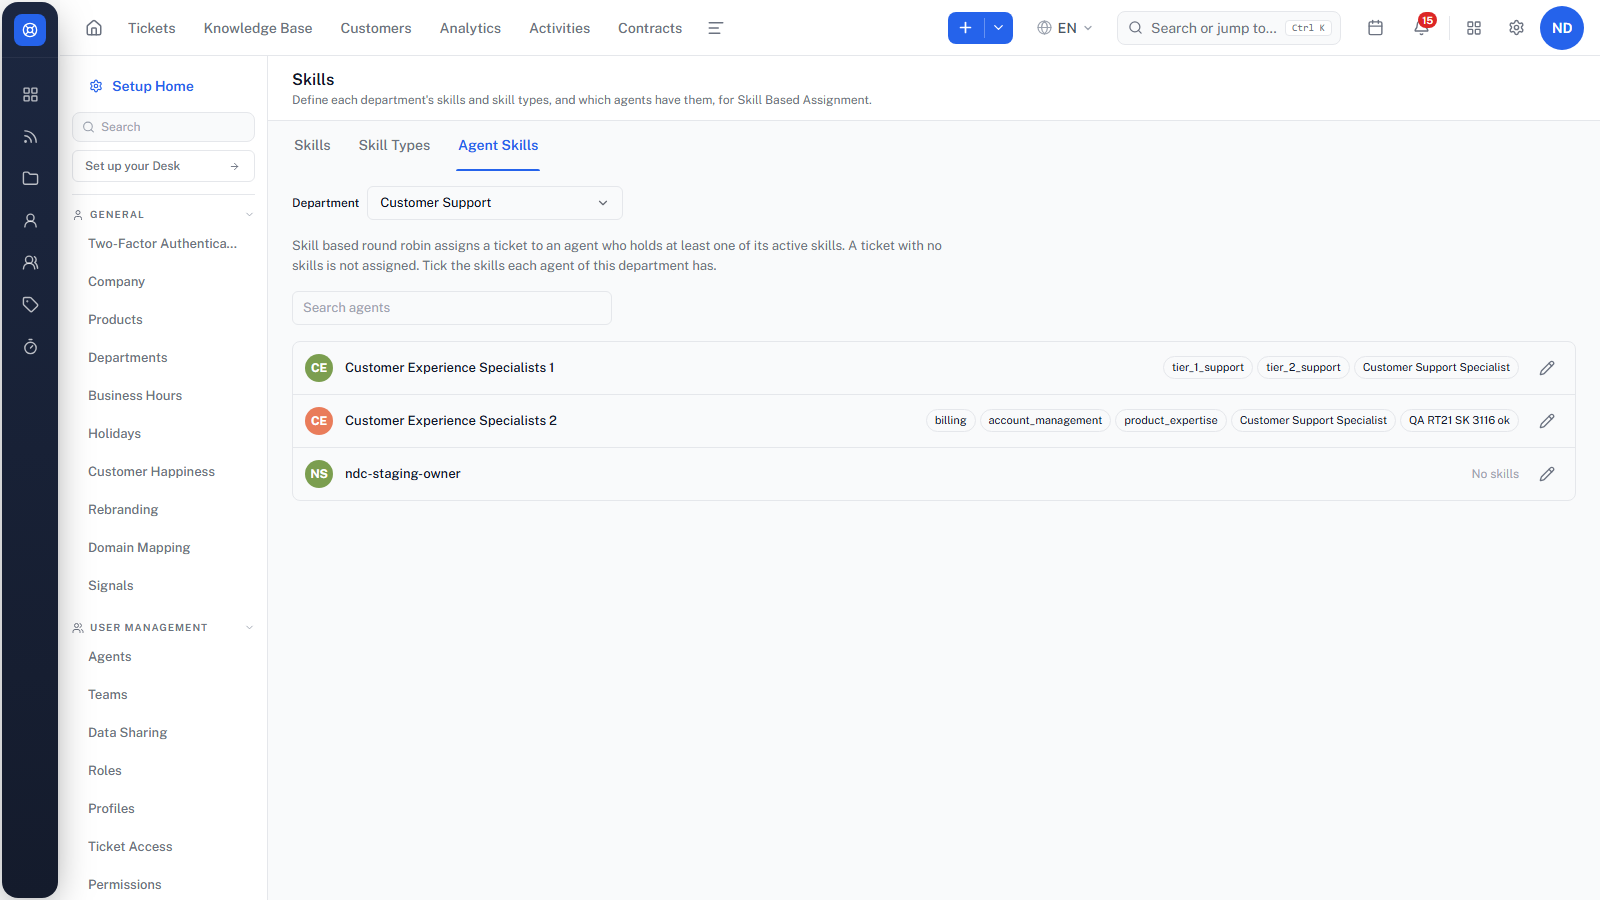 Tickets
Knowledge Base
Customers
Analytics
Activities
Contracts
EN
Search or jump to...
Ctrl K
15
ND
Setup Home
Search
Set up your Desk
GENERAL
Two-Factor Authentica...
Company
Products
Departments
Business Hours
Holidays
Customer Happiness
Rebranding
Domain Mapping
Signals
USER MANAGEMENT
Agents
Teams
Data Sharing
Roles
Profiles
Ticket Access
Permissions
Skills
Define each department's skills and skill types, and which agents have them, for Skill Based Assignment.
Skills
Skill Types
Agent Skills
Department
Customer Support
Skill based round robin assigns a ticket to an agent who holds at least one of its active skills. A ticket with no
skills is not assigned. Tick the skills each agent of this department has.
Search agents
CE
Customer Experience Specialists 1
tier_1_support
tier_2_support
Customer Support Specialist
CE
Customer Experience Specialists 2
billing
account_management
product_expertise
Customer Support Specialist
QA RT21 SK 3116 ok
NS
ndc-staging-owner
No skills